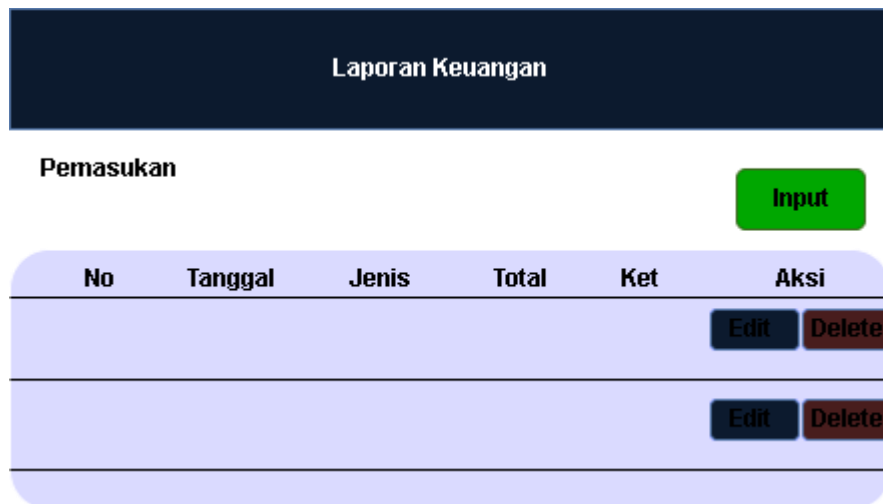 Laporan Keuangan
Pemasukan
Input
No Tanggal Jenis Total Ket Aksi
Edit Delete
Edit Delete